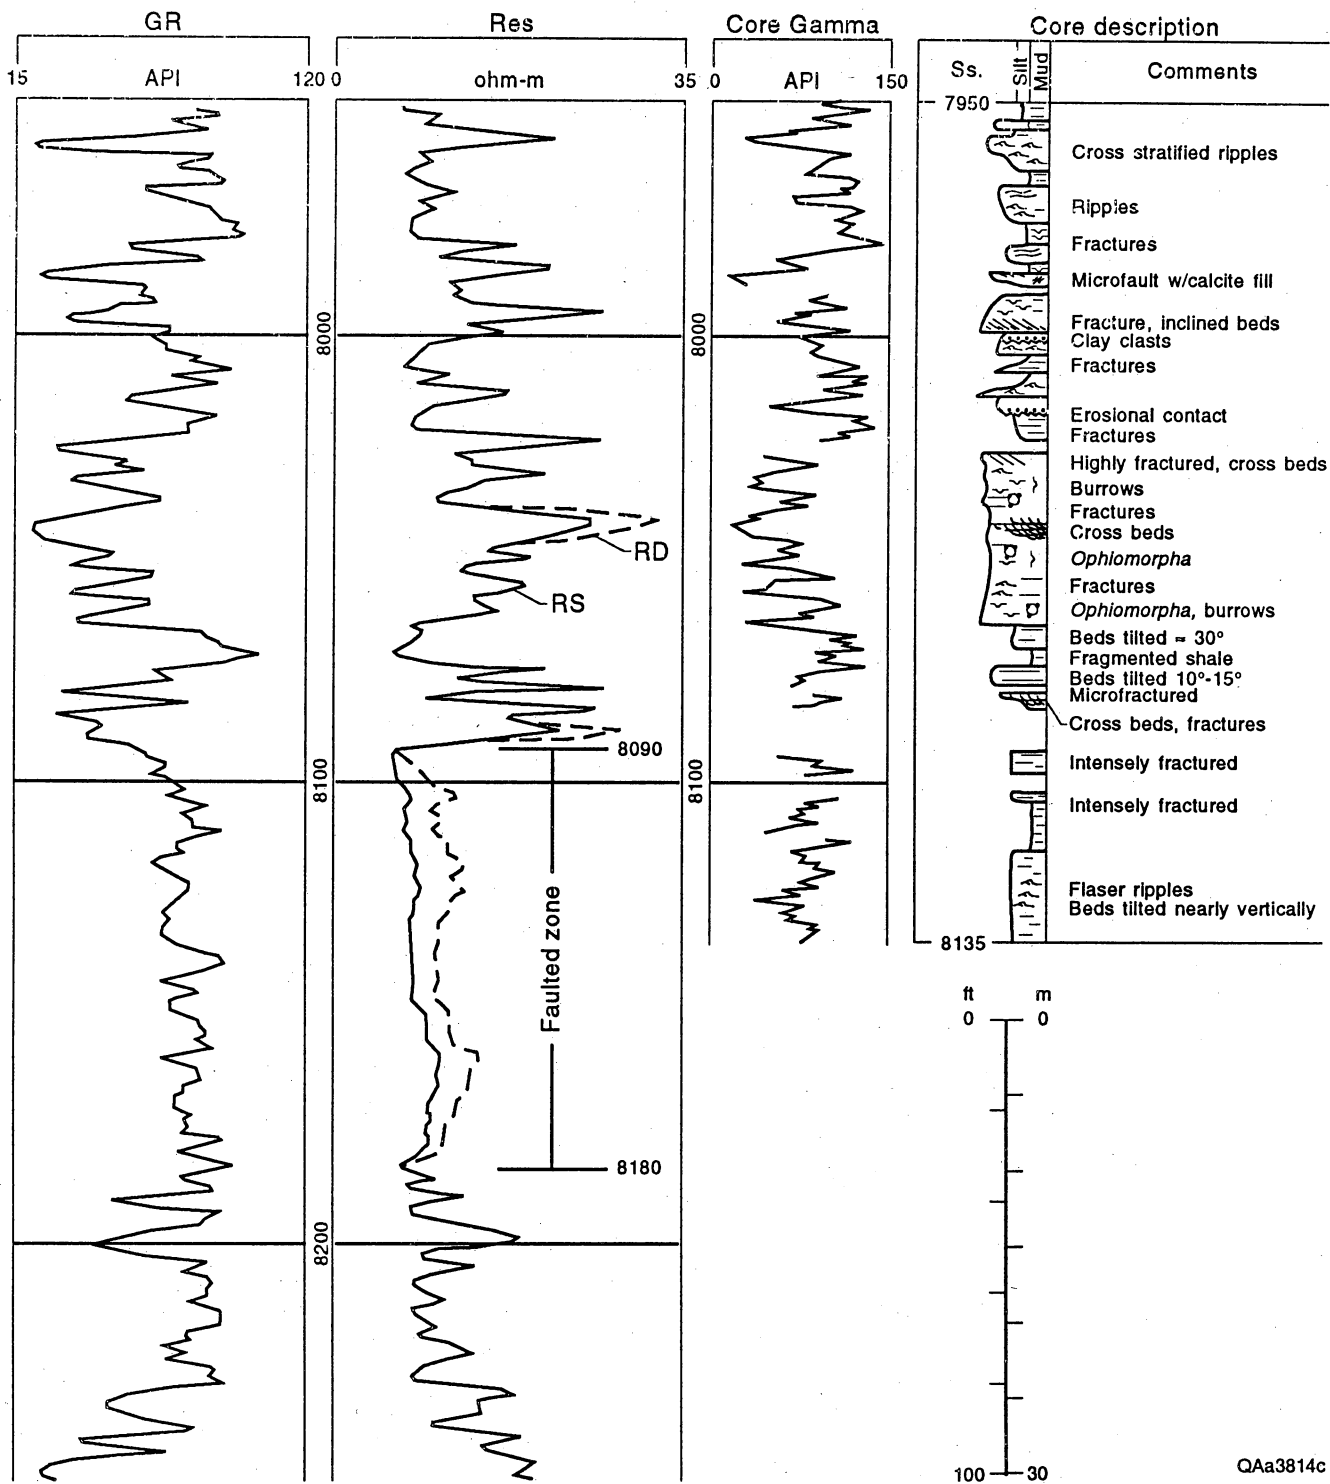 GR
Res
Core Gamma
Core description
15 API 120
0 ohm-m 35
0 API 150
Ss. Silt Mud Comments
7950
Cross stratified ripples
Ripples
Fractures
Microfault w/calcite fill
8000
8000
Fracture, inclined beds
Clay clasts
Fractures
Erosional contact
Fractures
Highly fractured, cross beds
Burrows
Fractures
Cross beds
RD
Ophiomorpha
Fractures
RS
Ophiomorpha, burrows
Beds tilted ≈ 30°
Fragmented shale
Beds tilted 10°-15°
Microfractured
Cross beds, fractures
8090
8100
8100
Intensely fractured
Intensely fractured
Faulted zone
Flaser ripples
Beds tilted nearly vertically
8135
8180
8200
ft m
0 0
100 30
QAa3814c